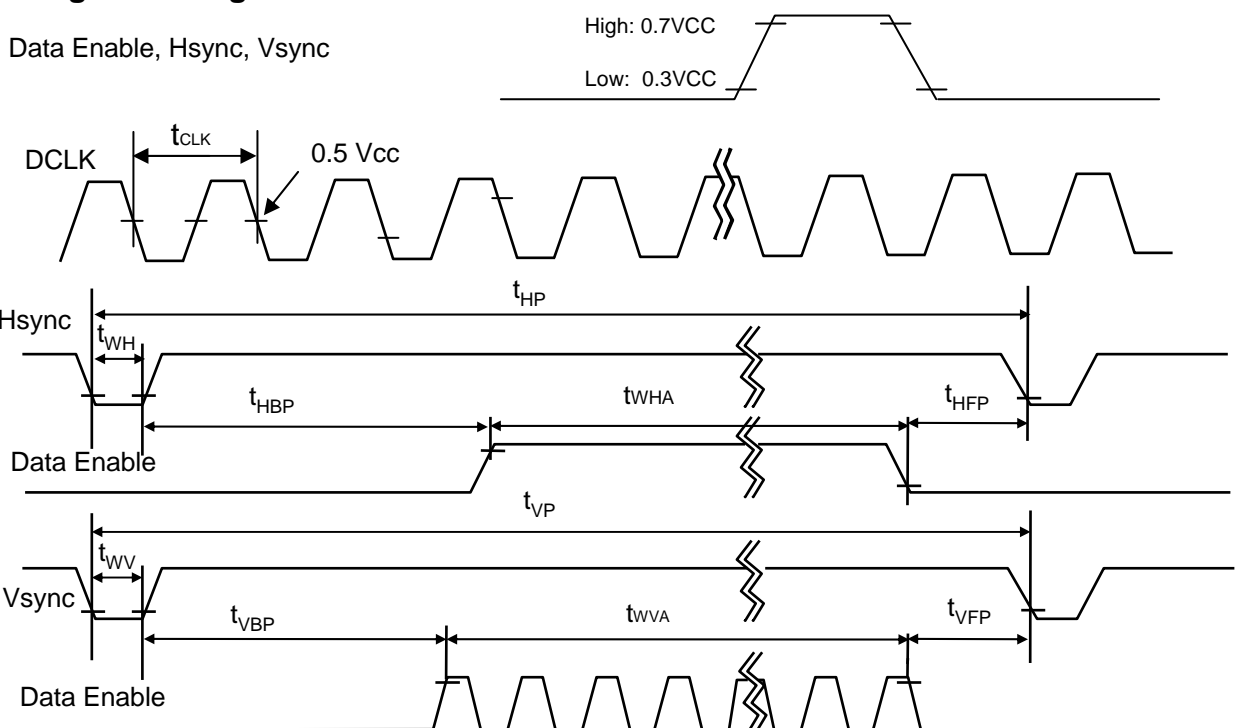 Data Enable, Hsync, Vsync
High: 0.7VCC
Low: 0.3VCC
tCLK
DCLK
0.5 Vcc
tHP
Hsync
tWH
tHBP
tWHA
tHFP
Data Enable
tVP
tWV
Vsync
tVBP
tWVA
tVFP
Data Enable